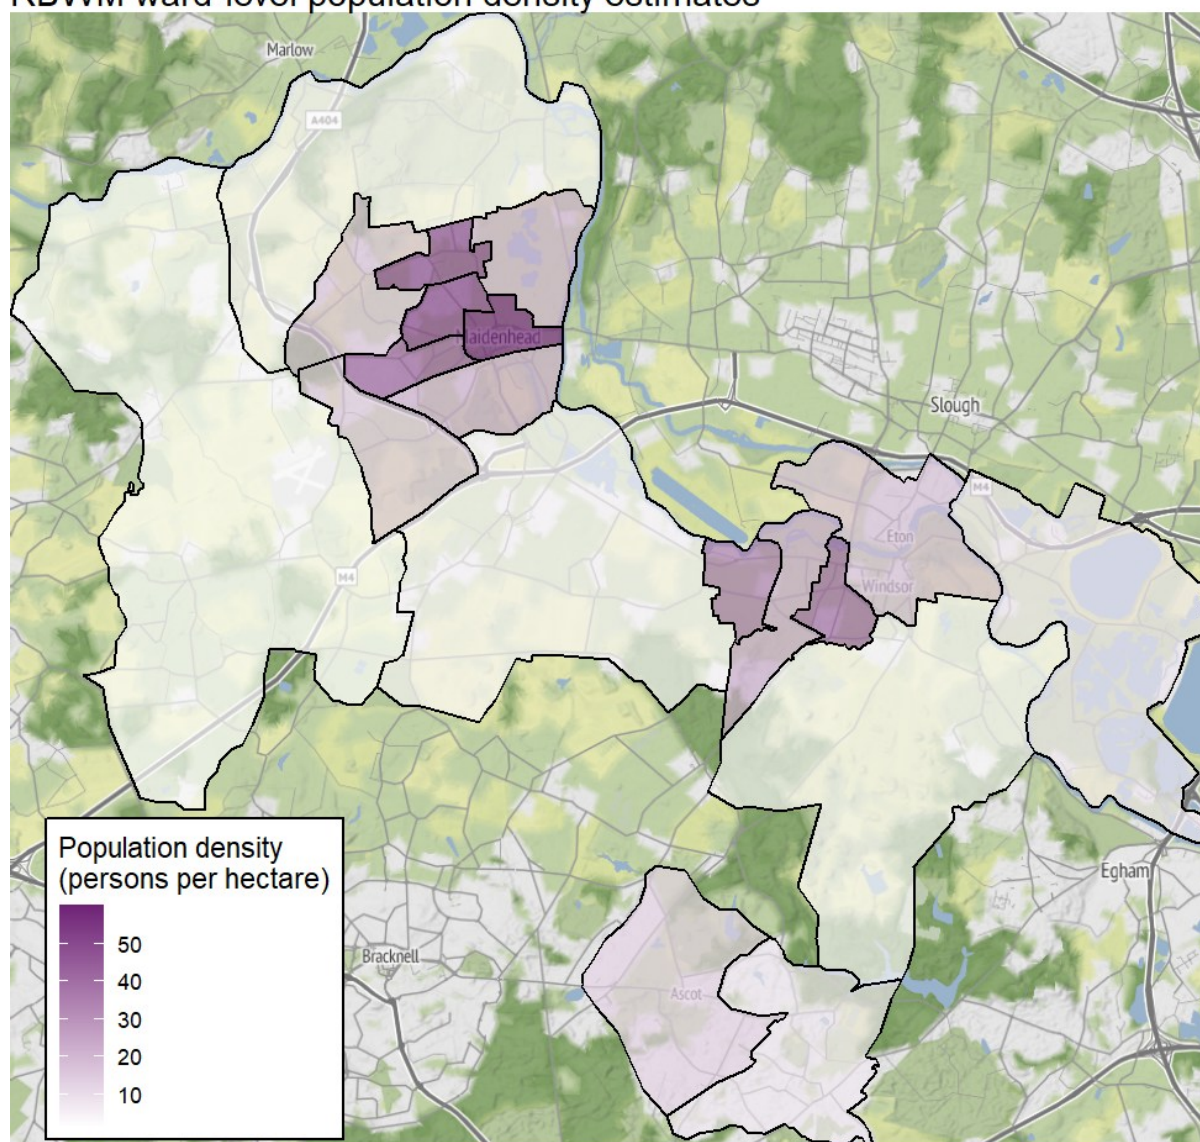 RBWM ward-level population density estimates
Marlow
A404
Maidenhead
Slough
M4
Eton
Windsor
M4
Population density
(persons per hectare)
50
40
30
20
10
Egham
Bracknell
Ascot